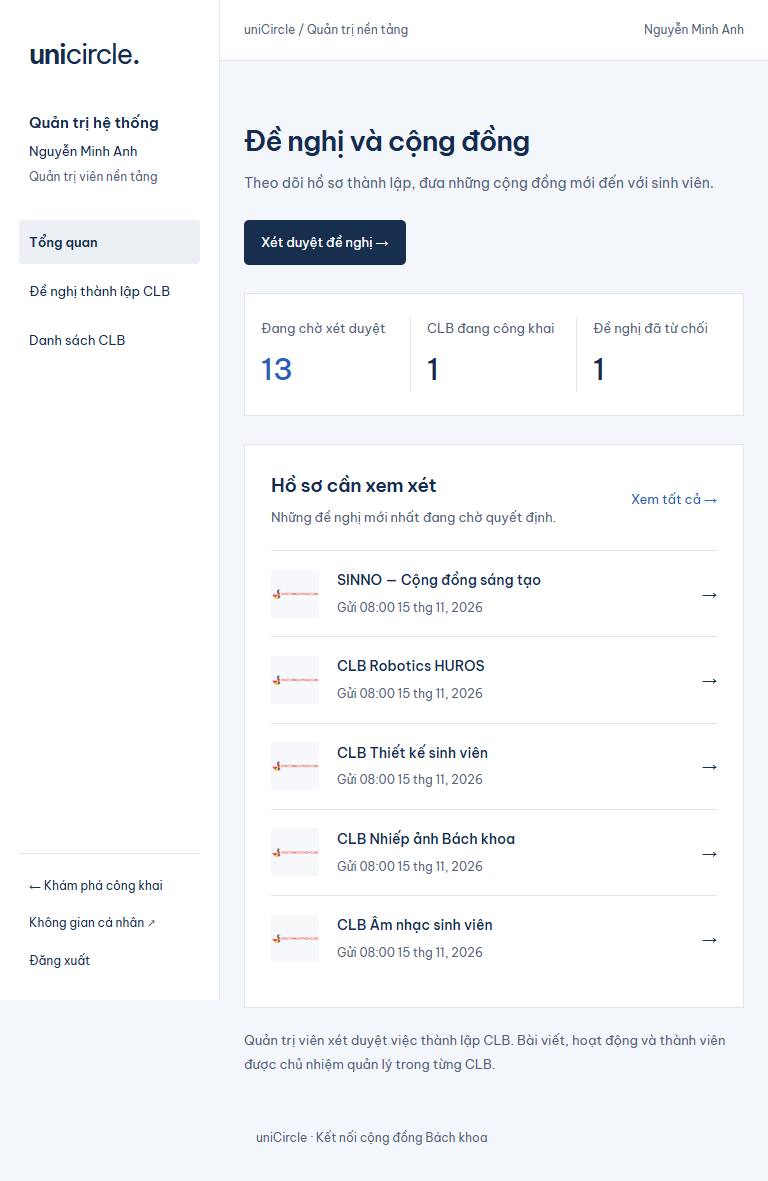 unicircle.
Quản trị hệ thống
Nguyễn Minh Anh
Quản trị viên nền tảng
Tổng quan
Đề nghị thành lập CLB
Danh sách CLB
← Khám phá công khai
Không gian cá nhân ↗
Đăng xuất
uniCircle / Quản trị nền tảng
Nguyễn Minh Anh
Đề nghị và cộng đồng
Theo dõi hồ sơ thành lập, đưa những cộng đồng mới đến với sinh viên.
Xét duyệt đề nghị →
Đang chờ xét duyệt
13
CLB đang công khai
1
Đề nghị đã từ chối
1
Hồ sơ cần xem xét
Những đề nghị mới nhất đang chờ quyết định.
Xem tất cả →
SINNO — Cộng đồng sáng tạo
Gửi 08:00 15 thg 11, 2026
→
CLB Robotics HUROS
Gửi 08:00 15 thg 11, 2026
→
CLB Thiết kế sinh viên
Gửi 08:00 15 thg 11, 2026
→
CLB Nhiếp ảnh Bách khoa
Gửi 08:00 15 thg 11, 2026
→
CLB Âm nhạc sinh viên
Gửi 08:00 15 thg 11, 2026
→
Quản trị viên xét duyệt việc thành lập CLB. Bài viết, hoạt động và thành viên
được chủ nhiệm quản lý trong từng CLB.
uniCircle · Kết nối cộng đồng Bách khoa